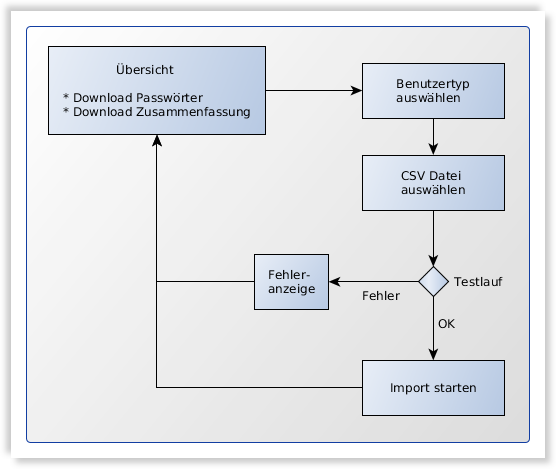 Übersicht
* Download Passwörter
* Download Zusammenfassung
Benutzertyp
auswählen
CSV Datei
auswählen
Testlauf
Fehler
Fehler-
anzeige
OK
Import starten